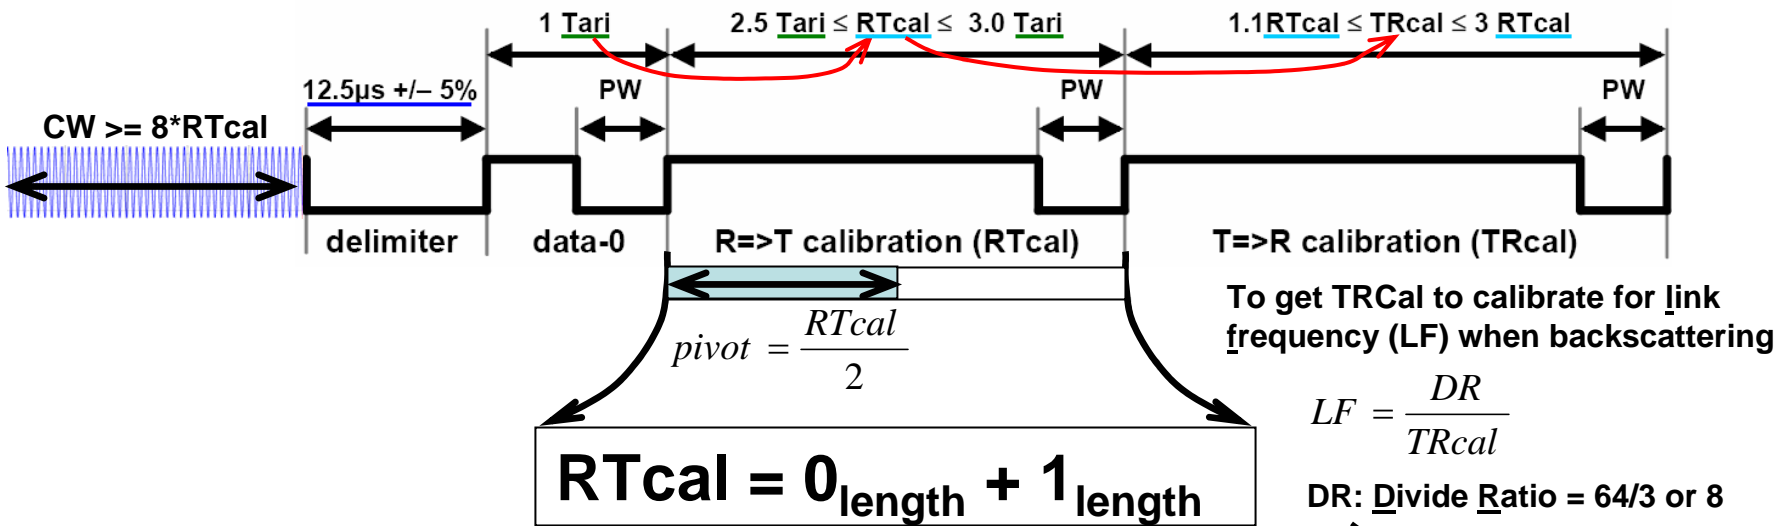 1 Tari
2.5 Tari ≤ RTcal ≤ 3.0 Tari
1.1RTcal ≤ TRcal ≤ 3 RTcal
12.5µs +/– 5%
PW
PW
PW
CW >= 8*RTcal
delimiter
data-0
R=>T calibration (RTcal)
T=>R calibration (TRcal)
pivot = RTcal / 2
To get TRCal to calibrate for link
frequency (LF) when backscattering
LF = DR / TRcal
RTcal = 0length + 1length
DR: Divide Ratio = 64/3 or 8